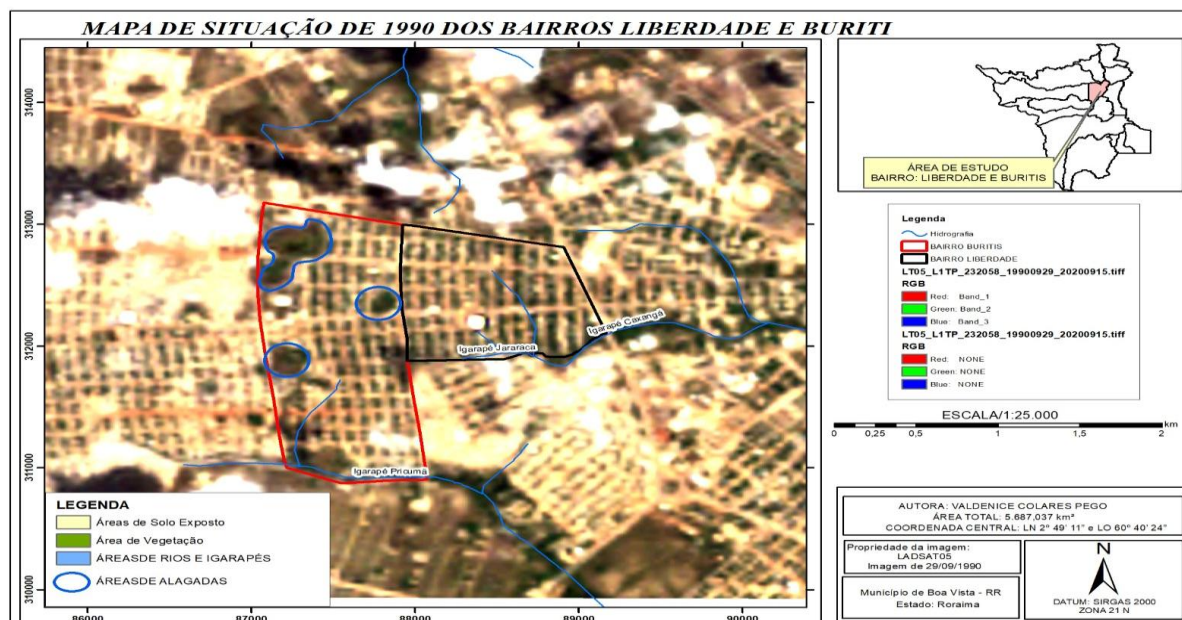 MAPA DE SITUAÇÃO DE 1990 DOS BAIRROS LIBERDADE E BURITI
314000
313000
312000
311000
310000
86000
87000
88000
89000
90000
Igarapé Caxangá
Igarapé Jararaca
Igarapé Pricumã
LEGENDA
Áreas de Solo Exposto
Área de Vegetação
ÁREASDE RIOS E IGARAPÉS
ÁREASDE ALAGADAS
ÁREA DE ESTUDO
BAIRRO: LIBERDADE E BURITIS
Legenda
Hidrografia
BAIRRO BURITIS
BAIRRO LIBERDADE
LT05_L1TP_232058_19900929_20200915.tiff
RGB
Red: Band_1
Green: Band_2
Blue: Band_3
LT05_L1TP_232058_19900929_20200915.tiff
RGB
Red: NONE
Green: NONE
Blue: NONE
ESCALA/1:25.000
0 0,25 0,5 1 1,5 2 km
AUTORA: VALDENICE COLARES PEGO
ÁREA TOTAL: 5.687,037 km²
COORDENADA CENTRAL: LN 2º 49' 11" e LO 60º 40' 24"
Propriedade da imagem:
LADSAT05
Imagem de 29/09/1990
Município de Boa Vista - RR
Estado: Roraima
N
DATUM: SIRGAS 2000
ZONA 21 N